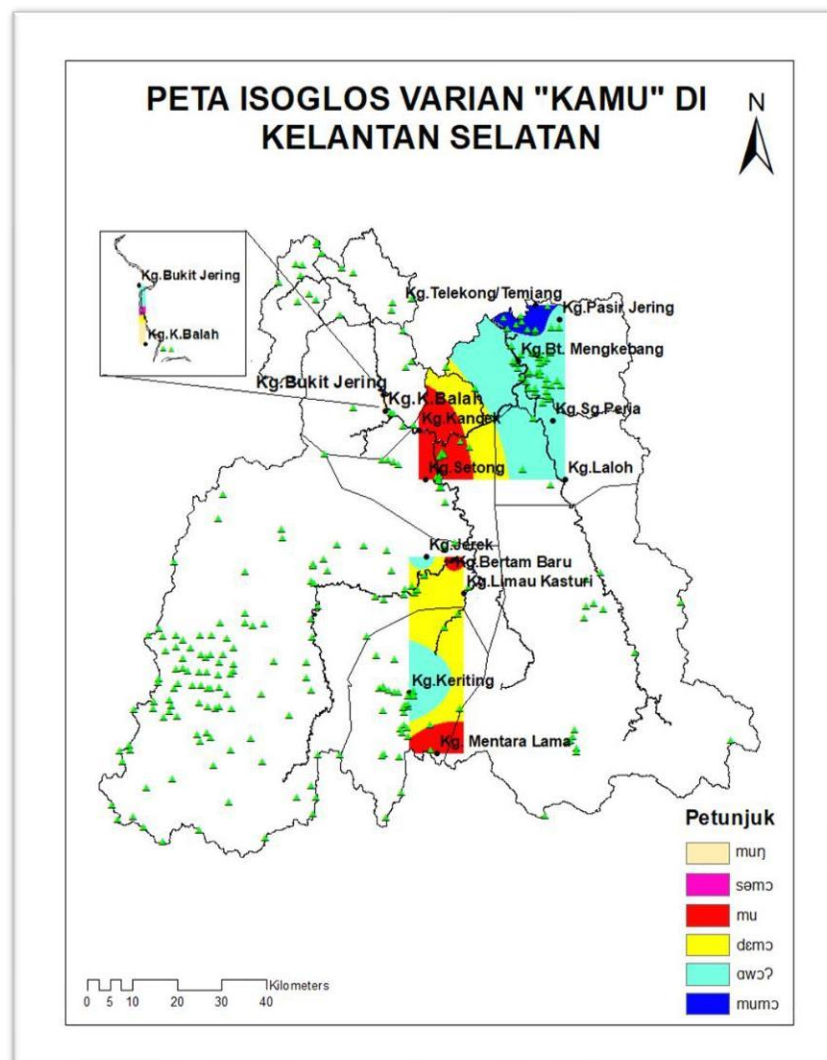 PETA ISOGLOS VARIAN "KAMU" DI
KELANTAN SELATAN
N
Kg.Bukit Jering
Kg.K.Balah
Kg.Telekong/Temiang
Kg.Pasir Jering
Kg.Bt. Mengkebang
Kg.Bukit Jering
Kg.K.Balah
Kg.Kandek
Kg.Sg.Peria
Kg.Setong
Kg.Laloh
Kg.Jerek
Kg.Bertam Baru
Kg.Limau Kasturi
Kg.Keriting
Kg. Mentara Lama
Petunjuk
muŋ
səmɔ
mu
dɛmɔ
ɑwɔʔ
mumɔ
Kilometers
0 5 10 20 30 40